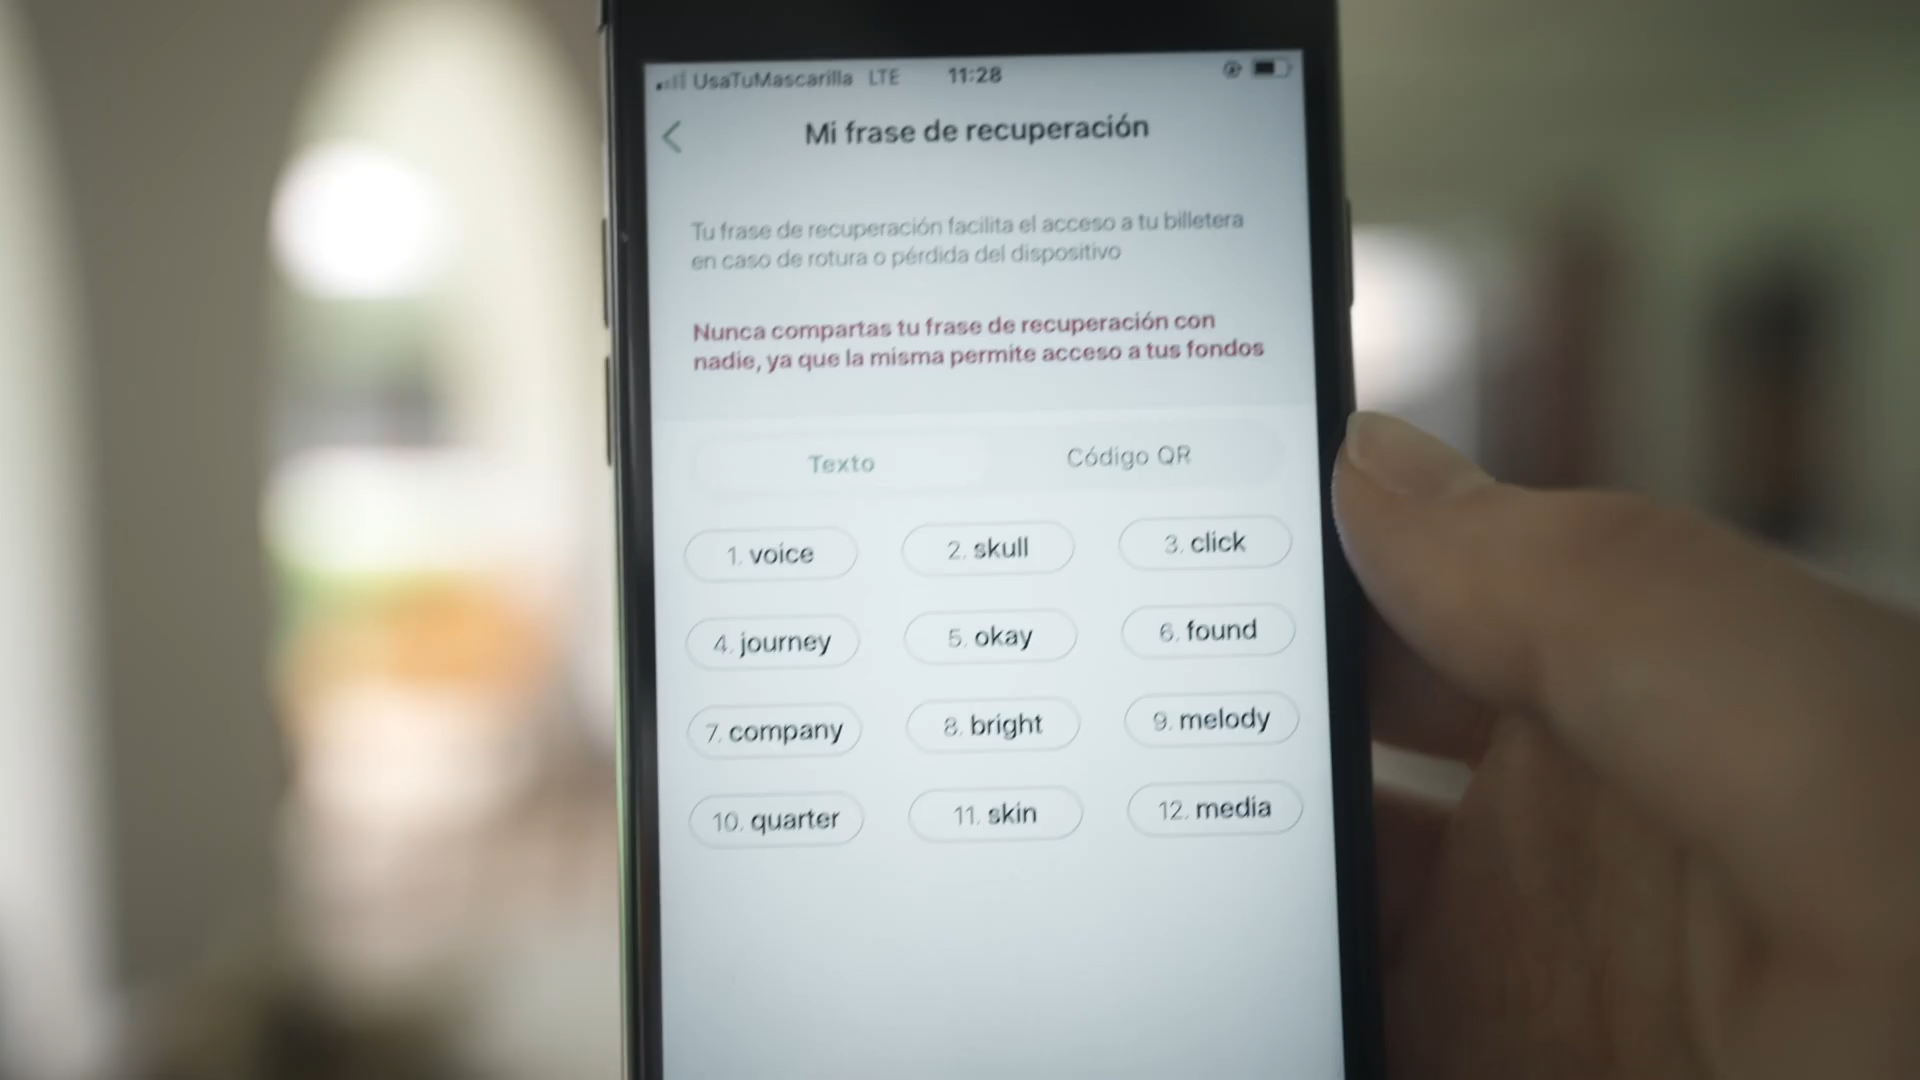 UsaTuMascarilla LTE 11:28
Mi frase de recuperación
Tu frase de recuperación facilita el acceso a tu billetera
en caso de rotura o pérdida del dispositivo
Nunca compartas tu frase de recuperación con
nadie, ya que la misma permite acceso a tus fondos
Texto Código QR
1. voice 2. skull 3. click
4. journey 5. okay 6. found
7. company 8. bright 9. melody
10. quarter 11. skin 12. media